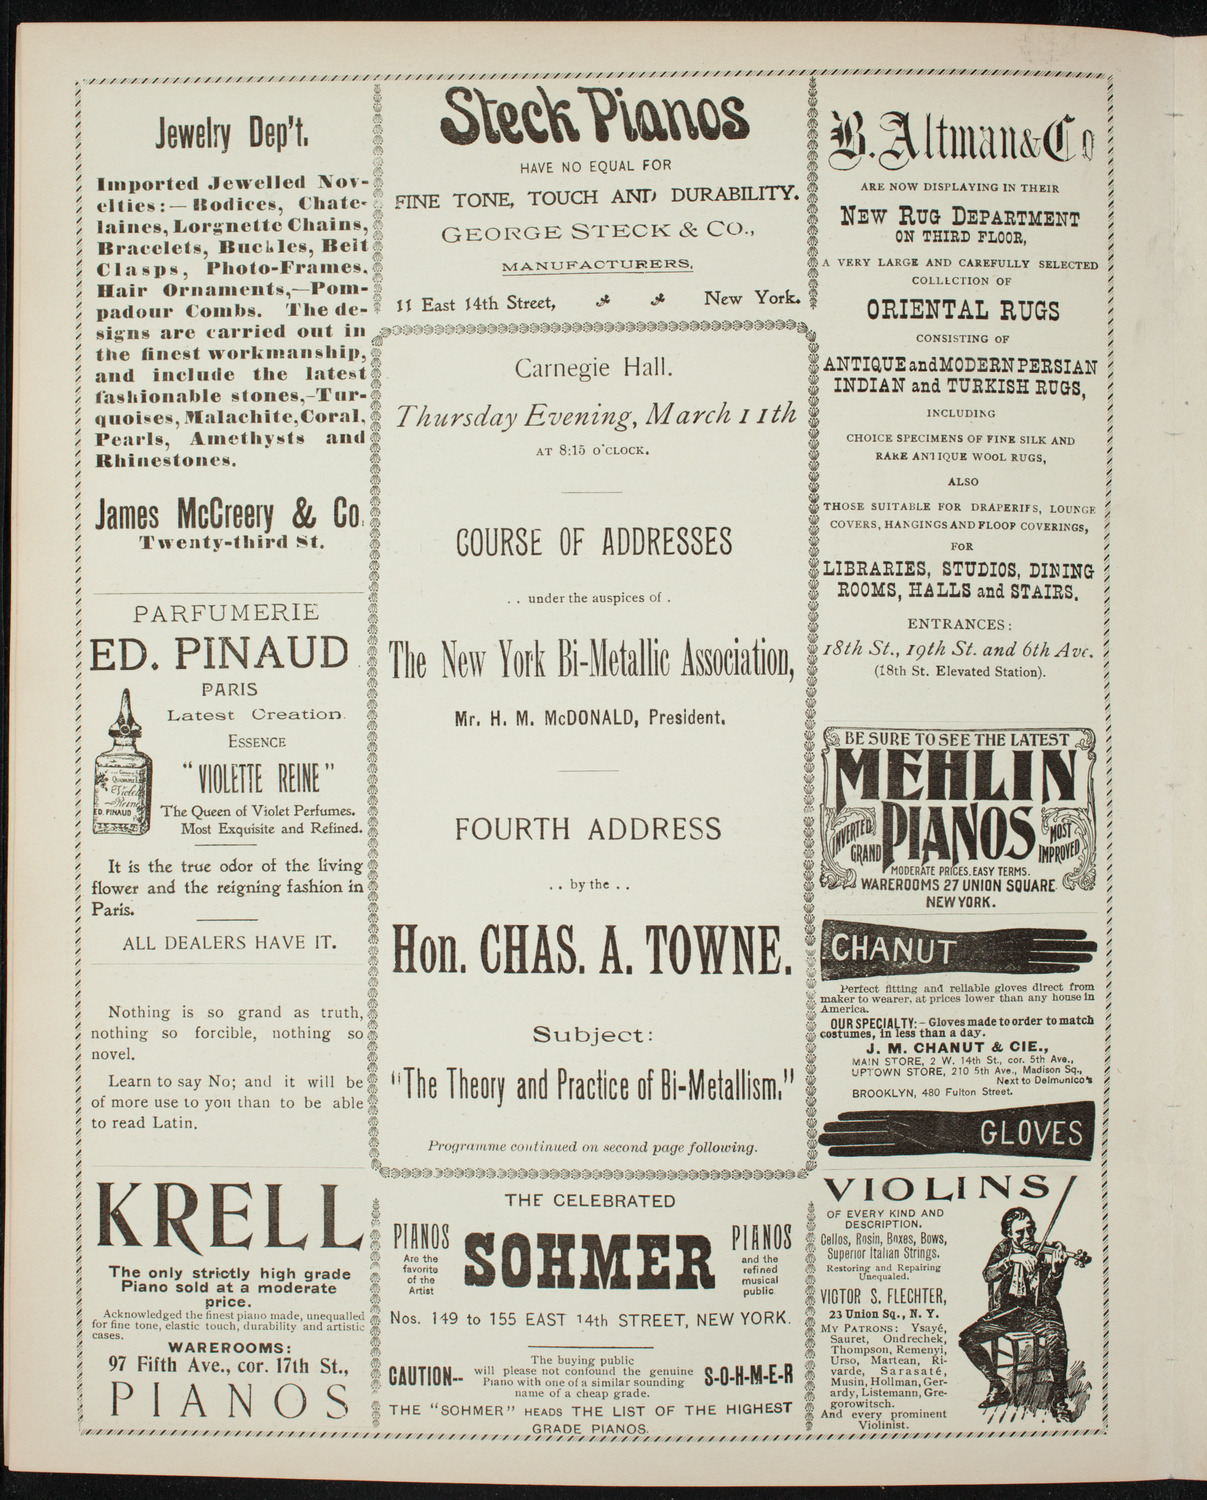 Jewelry Dep't.
Imported Jewelled Nov-
elties:—Bodices, Chate-
laines, Lorgnette Chains,
Bracelets, Buckles, Belt
Clasps, Photo-Frames,
Hair Ornaments,—Pom-
padour Combs. The de-
signs are carried out in
the finest workmanship,
and include the latest
fashionable stones,–Tur-
quoises, Malachite, Coral,
Pearls, Amethysts and
Rhinestones.
James McCreery & Co.
Twenty-third St.
PARFUMERIE
ED. PINAUD
PARIS
Latest Creation
ESSENCE
"VIOLETTE REINE"
The Queen of Violet Perfumes.
Most Exquisite and Refined.
ED. PINAUD
It is the true odor of the living
flower and the reigning fashion in
Paris.
ALL DEALERS HAVE IT.
Nothing is so grand as truth,
nothing so forcible, nothing so
novel.
Learn to say No; and it will be
of more use to you than to be able
to read Latin.
KRELL
The only strictly high grade
Piano sold at a moderate
price.
Acknowledged the finest piano made, unequalled
for fine tone, elastic touch, durability and artistic
cases.
WAREROOMS:
97 Fifth Ave., cor. 17th St.,
PIANOS
Steck Pianos
HAVE NO EQUAL FOR
FINE TONE, TOUCH AND DURABILITY.
GEORGE STECK & CO.,
MANUFACTURERS,
11 East 14th Street, New York.
Carnegie Hall.
Thursday Evening, March 11th
AT 8:15 O'CLOCK.
COURSE OF ADDRESSES
. . under the auspices of .
The New York Bi-Metallic Association,
Mr. H. M. McDONALD, President.
FOURTH ADDRESS
. . by the . .
Hon. CHAS. A. TOWNE.
Subject:
"The Theory and Practice of Bi-Metallism."
Programme continued on second page following.
THE CELEBRATED
PIANOS
Are the
favorite
of the
Artist
SOHMER
PIANOS
and the
refined
musical
public
Nos. 149 to 155 EAST 14th STREET, NEW YORK.
CAUTION--
The buying public
will please not confound the genuine
Piano with one of a similar sounding
name of a cheap grade.
S-O-H-M-E-R
THE "SOHMER" HEADS THE LIST OF THE HIGHEST
GRADE PIANOS.
B. Altman & Co
ARE NOW DISPLAYING IN THEIR
NEW RUG DEPARTMENT
ON THIRD FLOOR,
A VERY LARGE AND CAREFULLY SELECTED
COLLECTION OF
ORIENTAL RUGS
CONSISTING OF
ANTIQUE and MODERN PERSIAN
INDIAN and TURKISH RUGS,
INCLUDING
CHOICE SPECIMENS OF FINE SILK AND
RARE ANTIQUE WOOL RUGS,
ALSO
THOSE SUITABLE FOR DRAPERIES, LOUNGE
COVERS, HANGINGS AND FLOOR COVERINGS,
FOR
LIBRARIES, STUDIOS, DINING
ROOMS, HALLS and STAIRS.
ENTRANCES:
18th St., 19th St. and 6th Ave.
(18th St. Elevated Station).
BE SURE TO SEE THE LATEST
MEHLIN
INVERTED
GRAND
PIANOS
MOST
IMPROVED
MODERATE PRICES. EASY TERMS.
WAREROOMS 27 UNION SQUARE
NEW YORK.
CHANUT
Perfect fitting and reliable gloves direct from
maker to wearer, at prices lower than any house in
America.
OUR SPECIALTY:–Gloves made to order to match
costumes, in less than a day.
J. M. CHANUT & CIE.,
MAIN STORE, 2 W. 14th St., cor. 5th Ave.,
UPTOWN STORE, 210 5th Ave., Madison Sq.,
Next to Delmonico's
BROOKLYN, 480 Fulton Street.
GLOVES
VIOLINS
OF EVERY KIND AND
DESCRIPTION.
Cellos, Rosin, Boxes, Bows,
Superior Italian Strings.
Restoring and Repairing
Unequaled.
VICTOR S. FLECHTER,
23 Union Sq., N. Y.
MY PATRONS: Ysayé,
Sauret, Ondrechek,
Thompson, Remenyi,
Urso, Martean, Ri-
varde, Sarasaté,
Musin, Hollman, Ger-
ardy, Listemann, Gre-
gorowitsch.
And every prominent
Violinist.